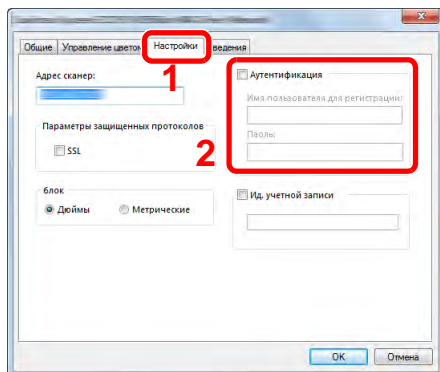 Общие Управление цветом Настройки ведения
1
Адрес сканер:
Аутентификация
Имя пользователя для регистрации:
Параметры защищенных протоколов
SSL
2
Пароль:
блок
Дюймы Метрические
Ид. учетной записи
OK Отмена